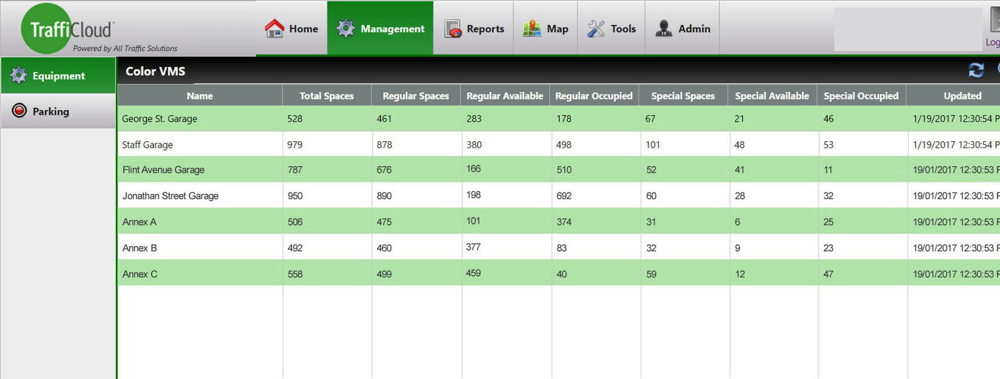 TraffiCloud™
Powered by All Traffic Solutions
Home Management Reports Map Tools Admin
Log
Equipment
Parking
Color VMS
Name Total Spaces Regular Spaces Regular Available Regular Occupied Special Spaces Special Available Special Occupied Updated
George St. Garage 528 461 283 178 67 21 46 1/19/2017 12:30:54 P
Staff Garage 979 878 380 498 101 48 53 1/19/2017 12:30:54 P
Flint Avenue Garage 787 676 166 510 52 41 11 19/01/2017 12:30:53 P
Jonathan Street Garage 950 890 198 692 60 28 32 19/01/2017 12:30:53 P
Annex A 506 475 101 374 31 6 25 19/01/2017 12:30:53 P
Annex B 492 460 377 83 32 9 23 19/01/2017 12:30:53 P
Annex C 558 499 459 40 59 12 47 19/01/2017 12:30:53 P